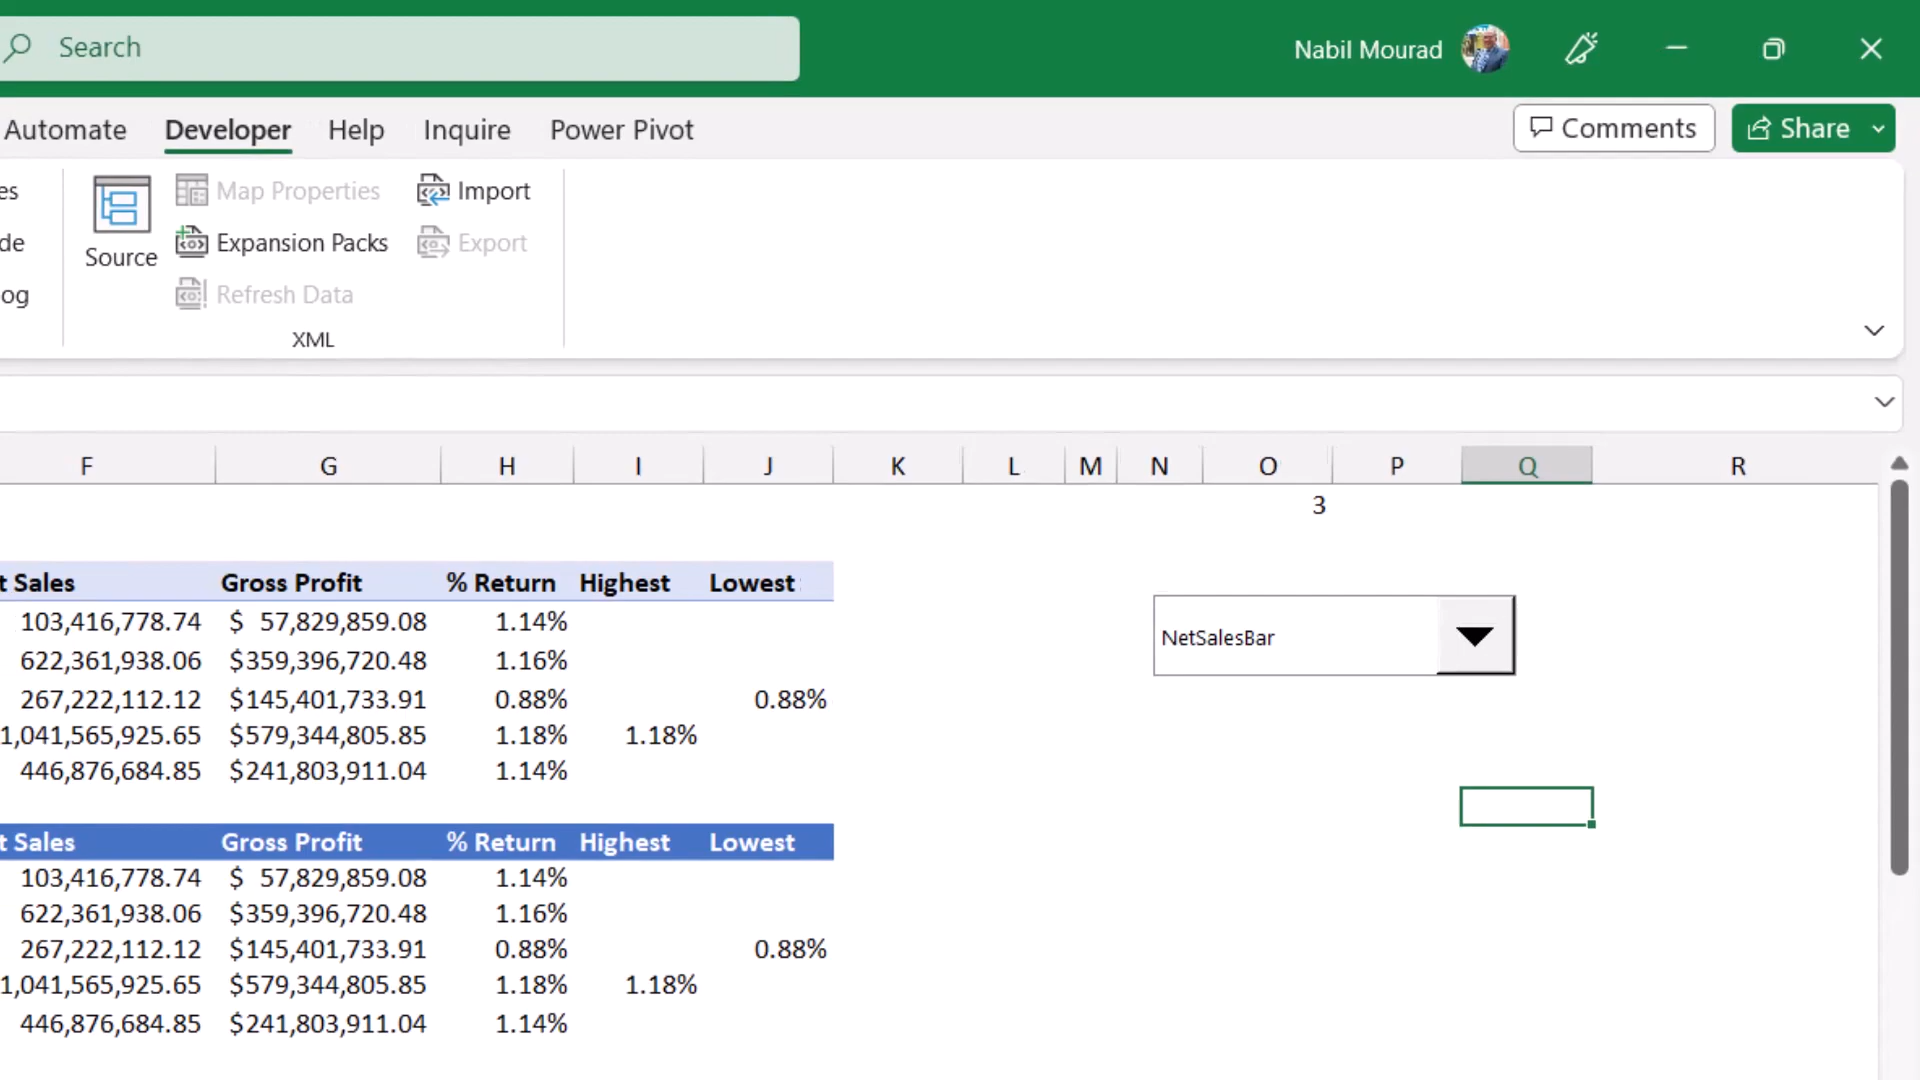 Search
Nabil Mourad
Automate Developer Help Inquire Power Pivot
Comments Share
es
de
og
Source
Map Properties
Expansion Packs
Refresh Data
Import
Export
XML
F G H I J K L M N O P Q R
3
t Sales Gross Profit % Return Highest Lowest
103,416,778.74 $ 57,829,859.08 1.14%
622,361,938.06 $359,396,720.48 1.16%
267,222,112.12 $145,401,733.91 0.88% 0.88%
1,041,565,925.65 $579,344,805.85 1.18% 1.18%
446,876,684.85 $241,803,911.04 1.14%
NetSalesBar
t Sales Gross Profit % Return Highest Lowest
103,416,778.74 $ 57,829,859.08 1.14%
622,361,938.06 $359,396,720.48 1.16%
267,222,112.12 $145,401,733.91 0.88% 0.88%
1,041,565,925.65 $579,344,805.85 1.18% 1.18%
446,876,684.85 $241,803,911.04 1.14%